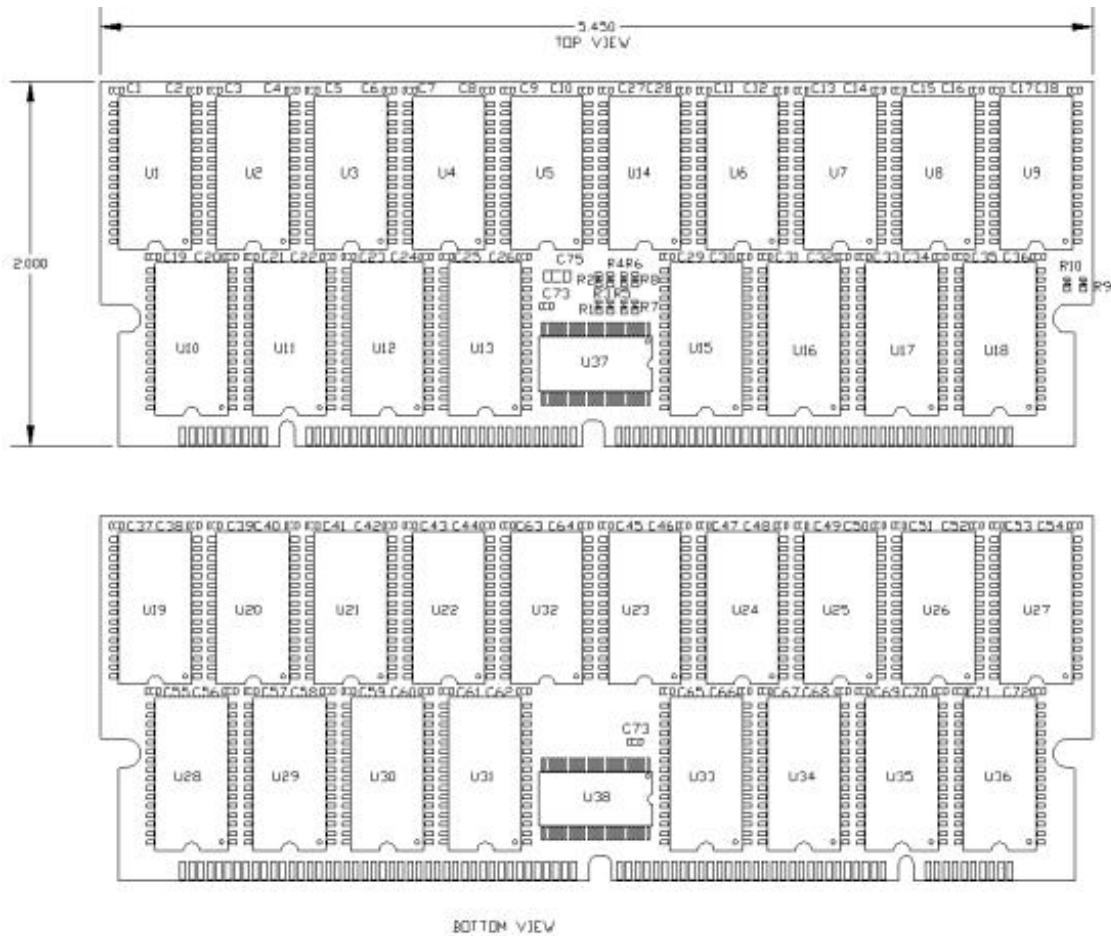 5.450
TOP VIEW
C1 C2 C3 C4 C5 C6 C7 C8 C9 C10 C27 C28 C11 C12 C13 C14 C15 C16 C17 C18
U1 U2 U3 U4 U5 U14 U6 U7 U8 U9
2.000
C19 C20 C21 C22 C23 C24 C25 C26 C75 R4 R6 C29 C30 C31 C32 C33 C34 C35 C36 R10
R2 R8 R9
C73 R3 R5
R1 R7
U10 U11 U12 U13 U37 U15 U16 U17 U18
C37 C38 C39 C40 C41 C42 C43 C44 C63 C64 C45 C46 C47 C48 C49 C50 C51 C52 C53 C54
U19 U20 U21 U22 U32 U23 U24 U25 U26 U27
C55 C56 C57 C58 C59 C60 C61 C62 C65 C66 C67 C68 C69 C70 C71 C72
C73
U28 U29 U30 U31 U38 U33 U34 U35 U36
BOTTOM VIEW